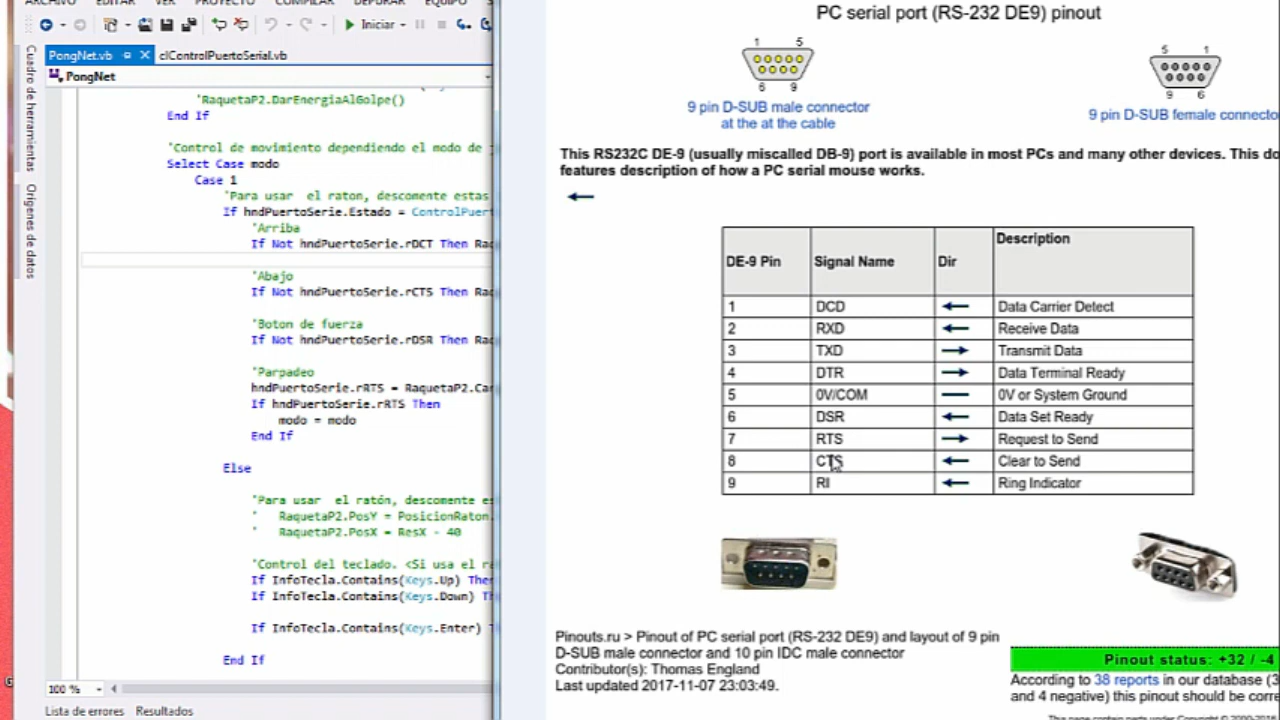 ARCHIVO EDITAR VER PROYECTO COMPILAR DEPURAR EQUIPO
Iniciar
PongNet.vb
clControlPuertoSerial.vb
PongNet
Cuadro de herramientas
Orígenes de datos
'RaquetaP2.DarEnergiaAlGolpe()
End If
'Control de movimiento dependiendo el modo de
Select Case modo
Case 1
'Para usar el raton, descomente estas
If hndPuertoSerie.Estado = ControlPuert
'Arriba
If Not hndPuertoSerie.rDCT Then Raq
'Abajo
If Not hndPuertoSerie.rCTS Then Raq
'Boton de fuerza
If Not hndPuertoSerie.rDSR Then Raq
'Parpadeo
hndPuertoSerie.rRTS = RaquetaP2.Car
If hndPuertoSerie.rRTS Then
modo = modo
End If
Else
'Para usar el ratón, descomente es
' RaquetaP2.PosY = PosicionRaton.
' RaquetaP2.PosX = ResX - 40
'Control del teclado. <Si usa el ra
If InfoTecla.Contains(Keys.Up) Then
If InfoTecla.Contains(Keys.Down) The
If InfoTecla.Contains(Keys.Enter) T
End If
100 %
Lista de errores Resultados
PC serial port (RS-232 DE9) pinout
1 5
6 9
9 pin D-SUB male connector
at the at the cable
5 1
9 6
9 pin D-SUB female connecto
This RS232C DE-9 (usually miscalled DB-9) port is available in most PCs and many other devices. This do
features description of how a PC serial mouse works.
DE-9 Pin Signal Name Dir Description
1 DCD Data Carrier Detect
2 RXD Receive Data
3 TXD Transmit Data
4 DTR Data Terminal Ready
5 0V/COM 0V or System Ground
6 DSR Data Set Ready
7 RTS Request to Send
8 CTS Clear to Send
9 RI Ring Indicator
Pinouts.ru > Pinout of PC serial port (RS-232 DE9) and layout of 9 pin
D-SUB male connector and 10 pin IDC male connector
Contributor(s): Thomas England
Last updated 2017-11-07 23:03:49.
Pinout status: +32 / -4
According to 38 reports in our database (3
and 4 negative) this pinout should be corre